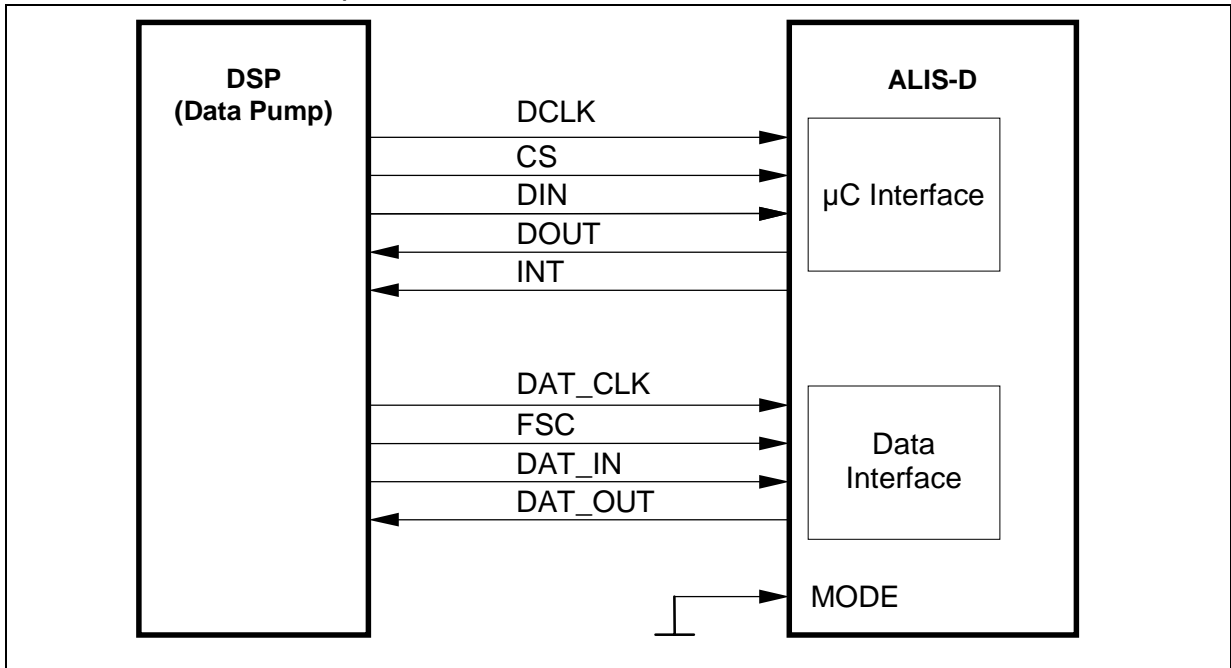 DSP
(Data Pump)
ALIS-D
DCLK
CS
DIN
DOUT
INT
µC Interface
DAT_CLK
FSC
DAT_IN
DAT_OUT
Data
Interface
MODE